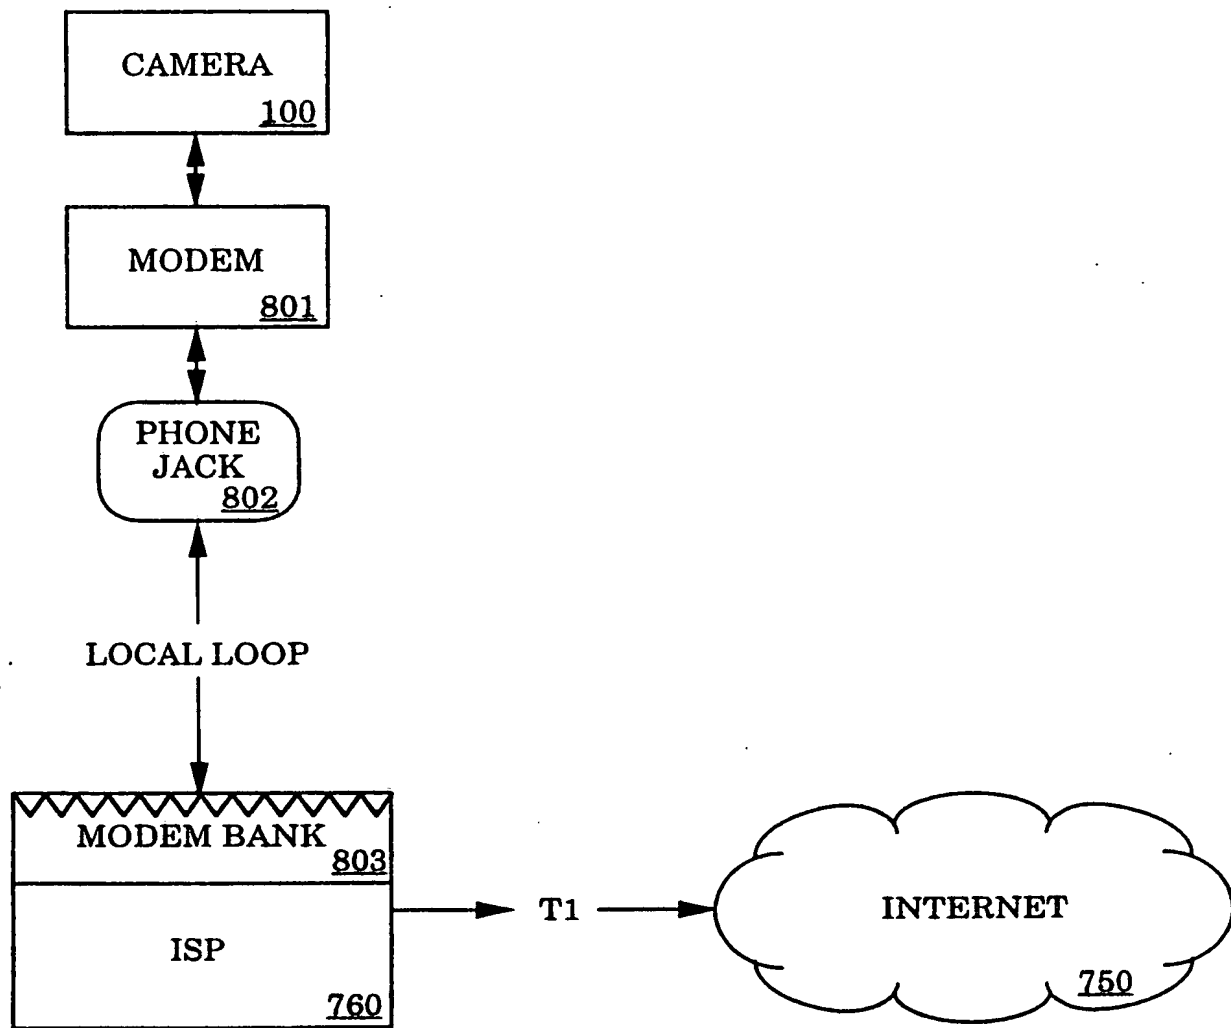 CAMERA
100
MODEM
801
PHONE
JACK
802
LOCAL LOOP
MODEM BANK
803
ISP
760
T1
INTERNET
750